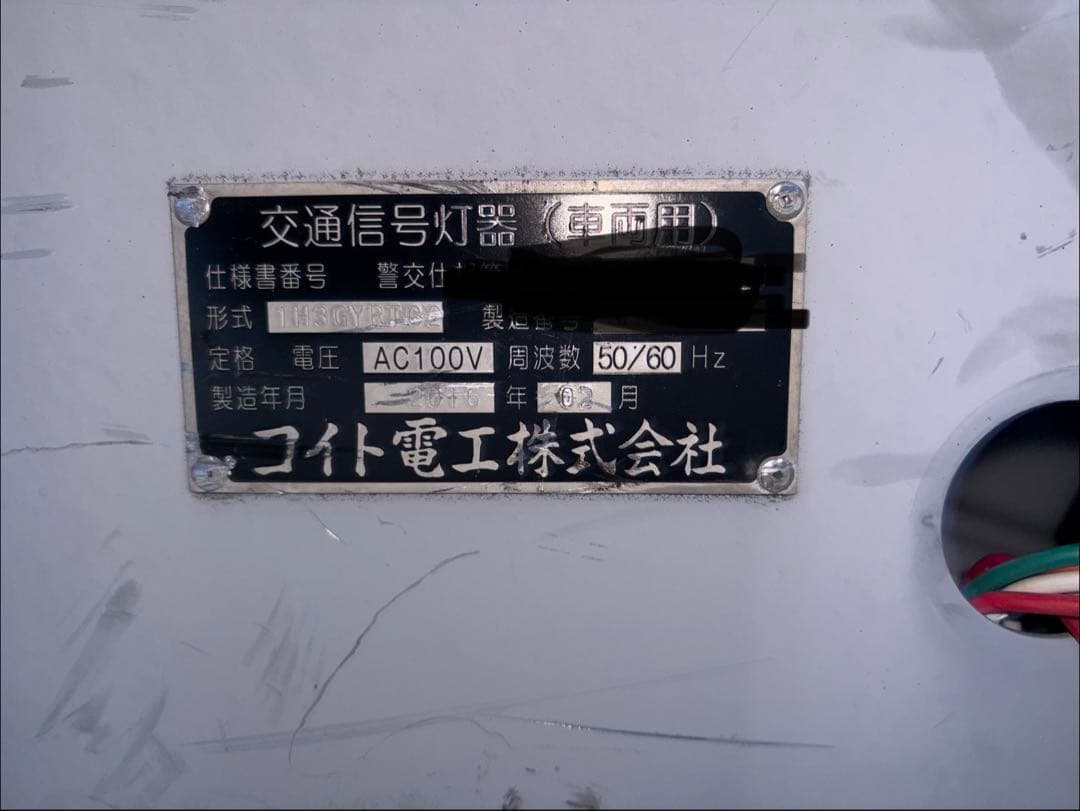 交通信号灯器（車両用）
仕様書番号 警交仕
形式 製造番号
定格 電圧 AC100V 周波数 50/60 Hz
製造年月 2016 年 02 月
コイト電工株式会社